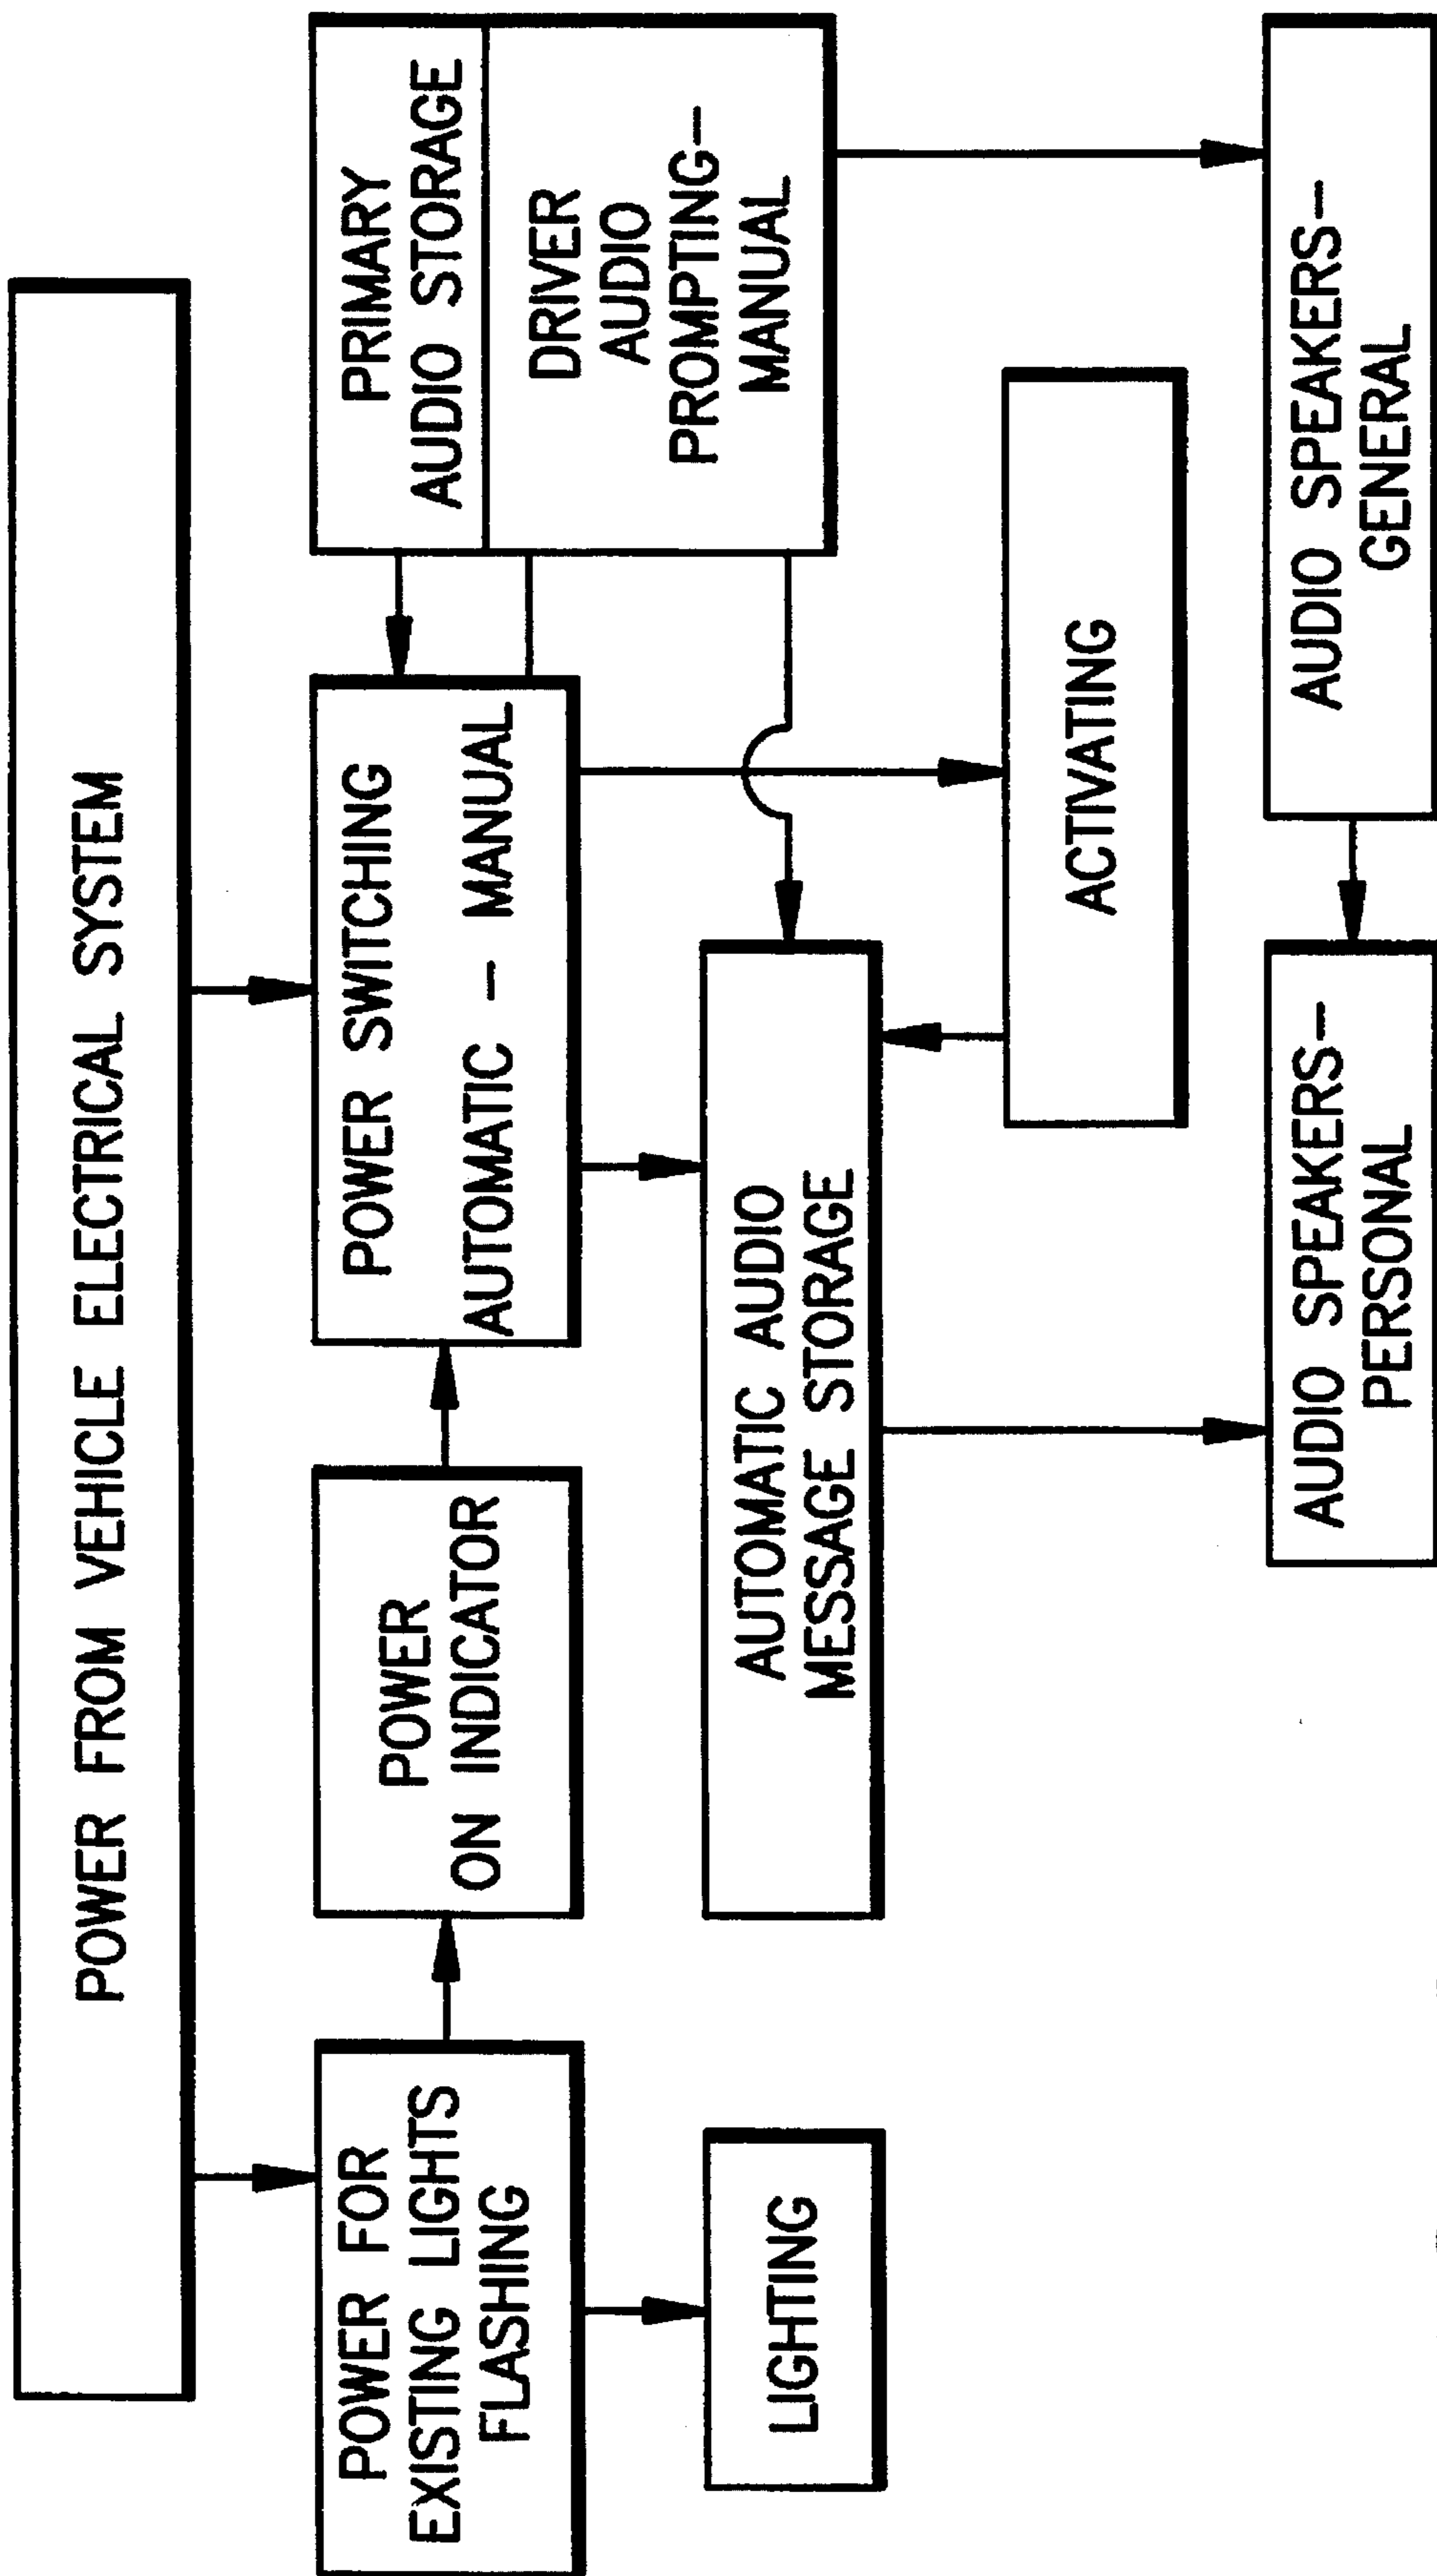 POWER FROM VEHICLE ELECTRICAL SYSTEM
POWER FOR
EXISTING LIGHTS
FLASHING
POWER
ON INDICATOR
POWER SWITCHING
AUTOMATIC – MANUAL
PRIMARY
AUDIO STORAGE
DRIVER
AUDIO
PROMPTING–
MANUAL
LIGHTING
AUTOMATIC AUDIO
MESSAGE STORAGE
ACTIVATING
AUDIO SPEAKERS–
PERSONAL
AUDIO SPEAKERS–
GENERAL